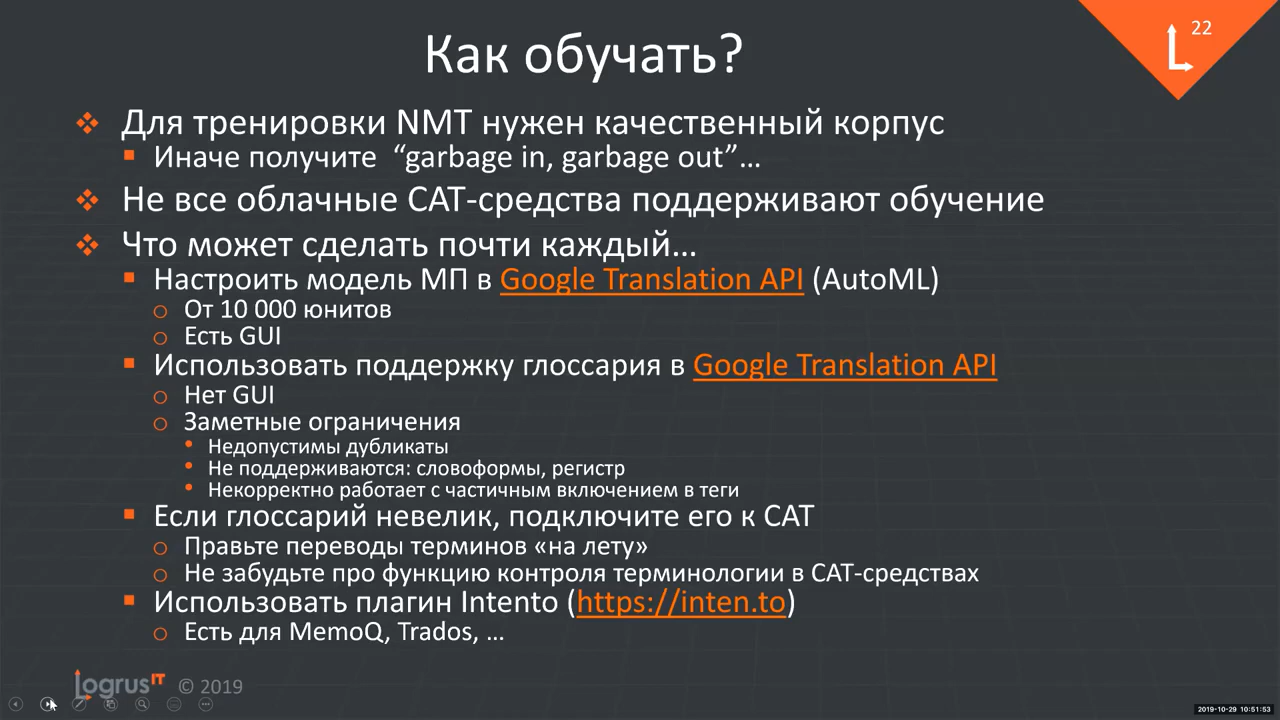 22
Как обучать?
Для тренировки NMT нужен качественный корпус
Иначе получите “garbage in, garbage out”…
Не все облачные CAT-средства поддерживают обучение
Что может сделать почти каждый…
Настроить модель МП в Google Translation API (AutoML)
От 10 000 юнитов
Есть GUI
Использовать поддержку глоссария в Google Translation API
Нет GUI
Заметные ограничения
Недопустимы дубликаты
Не поддерживаются: словоформы, регистр
Некорректно работает с частичным включением в теги
Если глоссарий невелик, подключите его к CAT
Правьте переводы терминов «на лету»
Не забудьте про функцию контроля терминологии в CAT-средствах
Использовать плагин Intento (https://inten.to)
Есть для MemoQ, Trados, …
logrusIT © 2019
2019-10-29 10:51:53